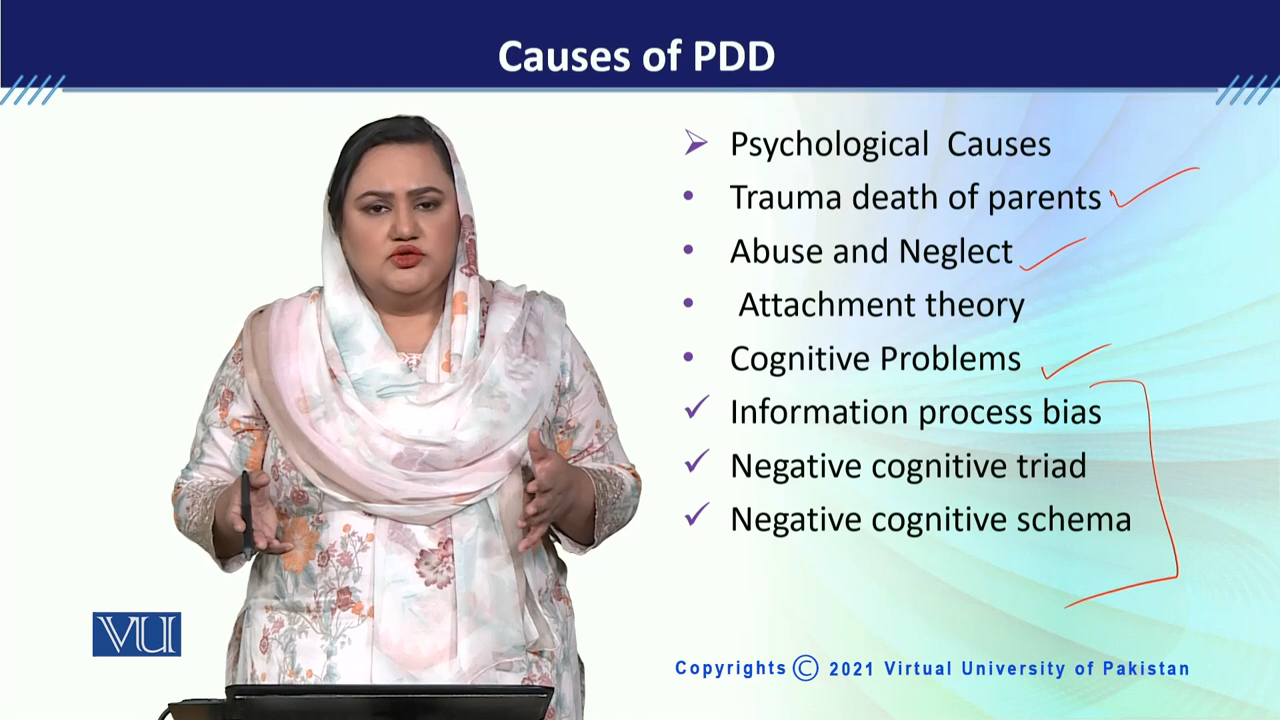 Causes of PDD
Psychological Causes
Trauma death of parents
Abuse and Neglect
Attachment theory
Cognitive Problems
Information process bias
Negative cognitive triad
Negative cognitive schema
VU
Copyrights © 2021 Virtual University of Pakistan